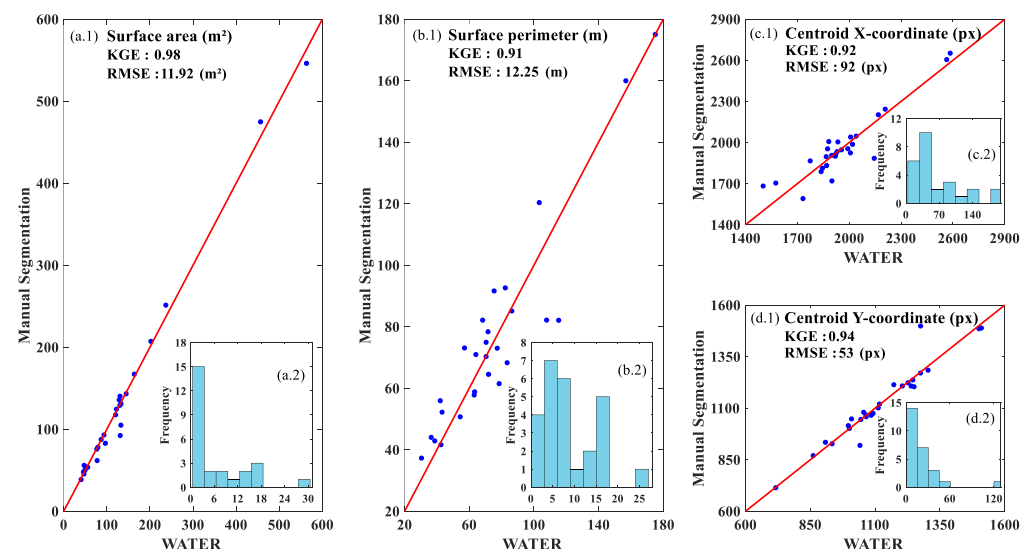 (a.1) Surface area (m²)
KGE : 0.98
RMSE : 11.92 (m²)
600
500
400
300
200
100
0
Manual Segmentation
0 100 200 300 400 500 600
WATER
18
15
12
9
6
3
0
Frequency
(a.2)
0 6 12 18 24 30
(b.1) Surface perimeter (m)
KGE : 0.91
RMSE : 12.25 (m)
180
160
140
120
100
80
60
40
20
Manual Segmentation
20 60 100 140 180
WATER
8
7
6
5
4
3
2
1
0
Frequency
(b.2)
0 5 10 15 20 25
(c.1) Centroid X-coordinate (px)
KGE : 0.92
RMSE : 92 (px)
2900
2600
2300
2000
1700
1400
Manual Segmentation
1400 1700 2000 2300 2600 2900
WATER
12
8
4
0
Frequency
(c.2)
0 70 140
(d.1) Centroid Y-coordinate (px)
KGE : 0.94
RMSE : 53 (px)
1600
1350
1100
850
600
Manual Segmentation
600 850 1100 1350 1600
WATER
15
10
5
0
Frequency
(d.2)
0 60 120